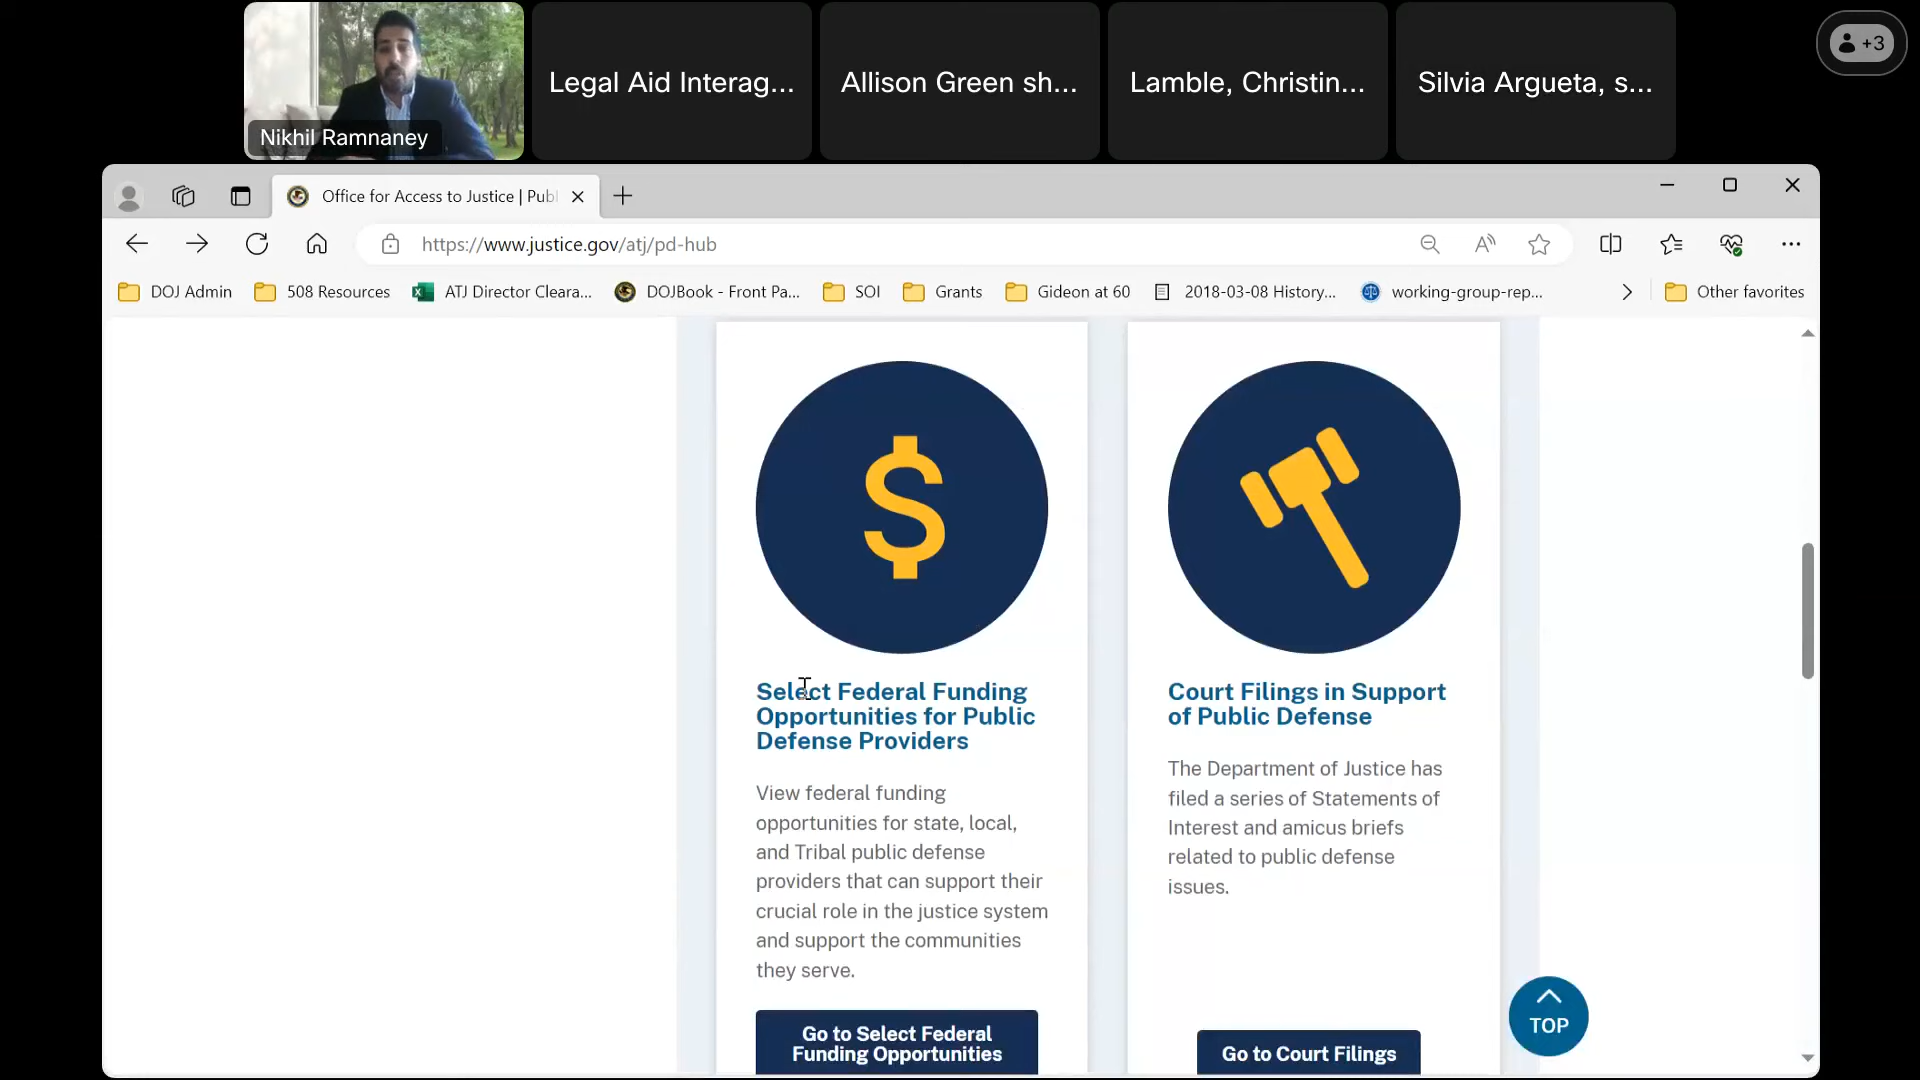 Nikhil Ramnaney
Legal Aid Interag...
Allison Green sh...
Lamble, Christin...
Silvia Argueta, s...
+3
Office for Access to Justice | Publ
https://www.justice.gov/atj/pd-hub
DOJ Admin
508 Resources
ATJ Director Cleara...
DOJBook - Front Pa...
SOI
Grants
Gideon at 60
2018-03-08 History...
working-group-rep...
Other favorites
$
Select Federal Funding
Opportunities for Public
Defense Providers
View federal funding
opportunities for state, local,
and Tribal public defense
providers that can support their
crucial role in the justice system
and support the communities
they serve.
Go to Select Federal
Funding Opportunities
Court Filings in Support
of Public Defense
The Department of Justice has
filed a series of Statements of
Interest and amicus briefs
related to public defense
issues.
Go to Court Filings
TOP